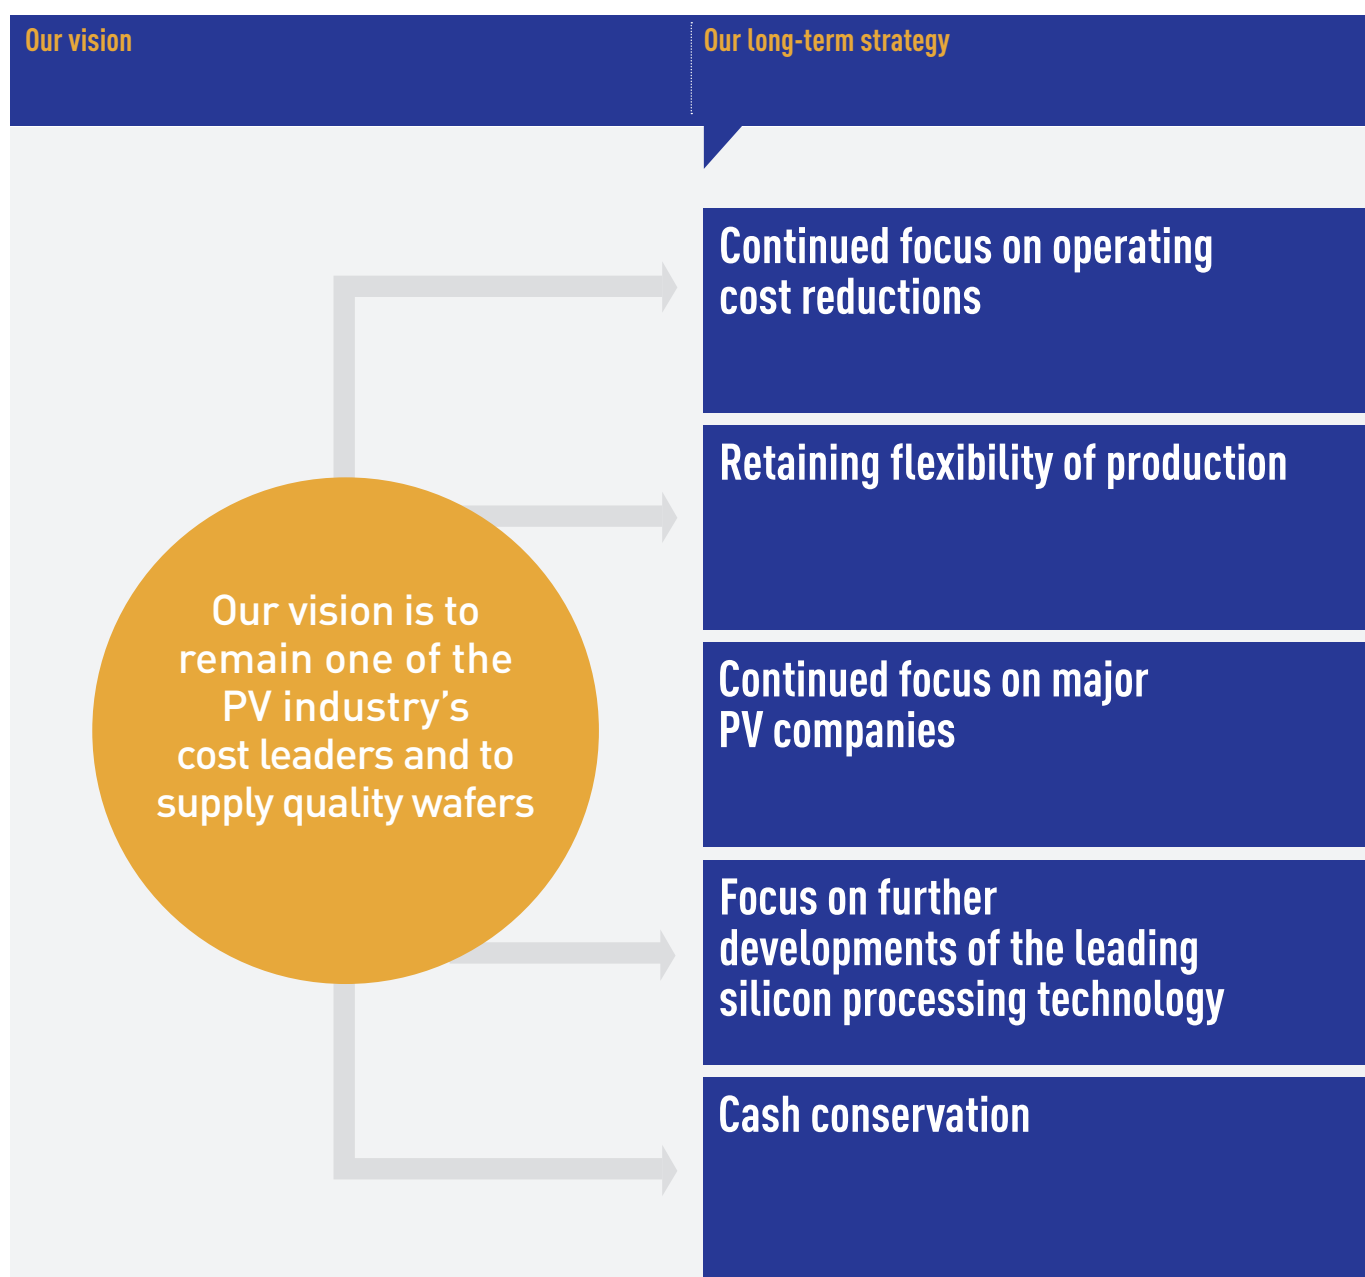 Our vision
Our long-term strategy
Our vision is to
remain one of the
PV industry’s
cost leaders and to
supply quality wafers
Continued focus on operating
cost reductions
Retaining flexibility of production
Continued focus on major
PV companies
Focus on further
developments of the leading
silicon processing technology
Cash conservation